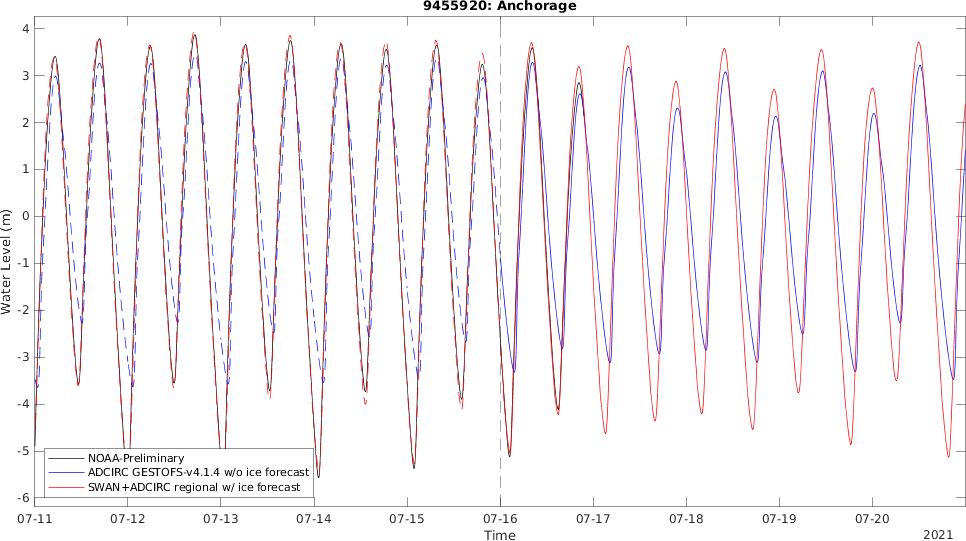 9455920: Anchorage
4
3
2
1
0
-1
-2
-3
-4
-5
-6
Water Level (m)
NOAA-Preliminary
ADCIRC GESTOFS-v4.1.4 w/o ice forecast
SWAN+ADCIRC regional w/ ice forecast
07-11 07-12 07-13 07-14 07-15 07-16 07-17 07-18 07-19 07-20
Time
2021